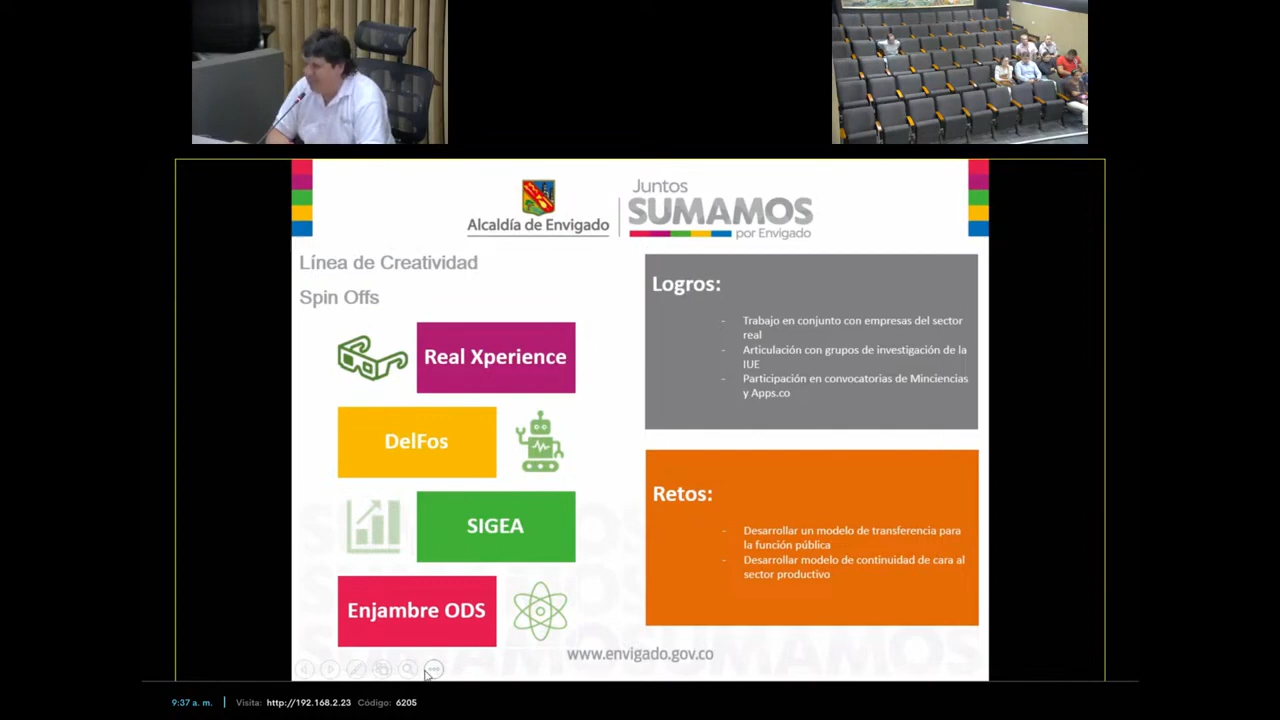 Alcaldía de Envigado
Juntos
SUMAMOS
por Envigado
Línea de Creatividad
Spin Offs
Real Xperience
DelFos
SIGEA
Enjambre ODS
Logros:
- Trabajo en conjunto con empresas del sector
real
- Articulación con grupos de investigación de la
IUE
- Participación en convocatorias de Minciencias
y Apps.co
Retos:
- Desarrollar un modelo de transferencia para
la función pública
- Desarrollar modelo de continuidad de cara al
sector productivo
SUMAMOS
www.envigado.gov.co
9:37 a. m. | Visita: http://192.168.2.23 Código: 6205